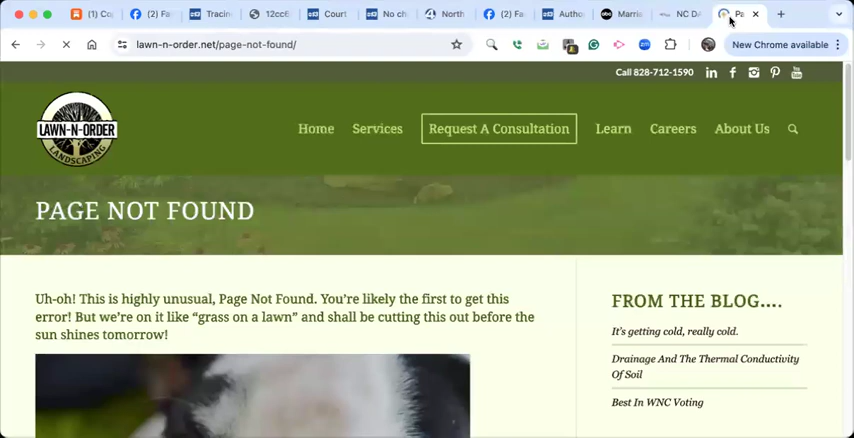 (1) Co
(2) Fa
Tracin
12cc6
Court
No ch
North
(2) Fa
Autho
abc
Marria
NC DA
Pa
lawn-n-order.net/page-not-found/
New Chrome available
Call 828-712-1590
LAWN-N-ORDER
LANDSCAPING
Home
Services
Request A Consultation
Learn
Careers
About Us
PAGE NOT FOUND
Uh-oh! This is highly unusual, Page Not Found. You’re likely the first to get this
error! But we’re on it like “grass on a lawn” and shall be cutting this out before the
sun shines tomorrow!
FROM THE BLOG....
It's getting cold, really cold.
Drainage And The Thermal Conductivity
Of Soil
Best In WNC Voting